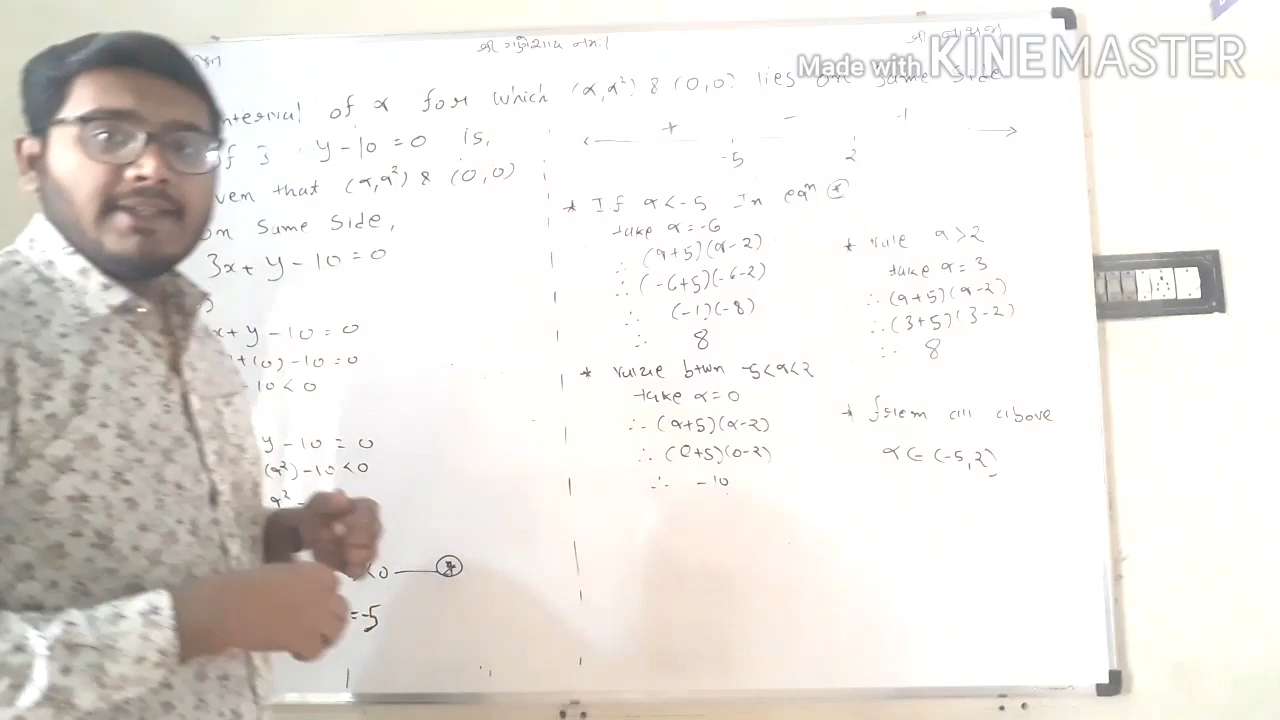 શ્રી ગણેશાય નમઃ।
Made with KINEMASTER
interval of α for which (α,α²) & (0,0) lies on same side
of 3 y-10=0 is,
that (α,α²) & (0,0)
on same side,
3x+y-10=0
x+y-10=0
+(0)-10=0
-10<0
y-10=0
(α²)-10<0
α²
<0 — ⊛
=-5
+ - +
-5 2
* If α<-5 In eqⁿ ⊛
take α=-6
∴ (α+5)(α-2)
∴ (-6+5)(-6-2)
∴ (-1)(-8)
∴ 8
* value btwn -5<α<2
take α=0
∴ (α+5)(α-2)
∴ (0+5)(0-2)
∴ -10
* value α>2
take α=3
∴ (α+5)(α-2)
∴ (3+5)(3-2)
∴ 8
* from all above
α∈(-5,2)